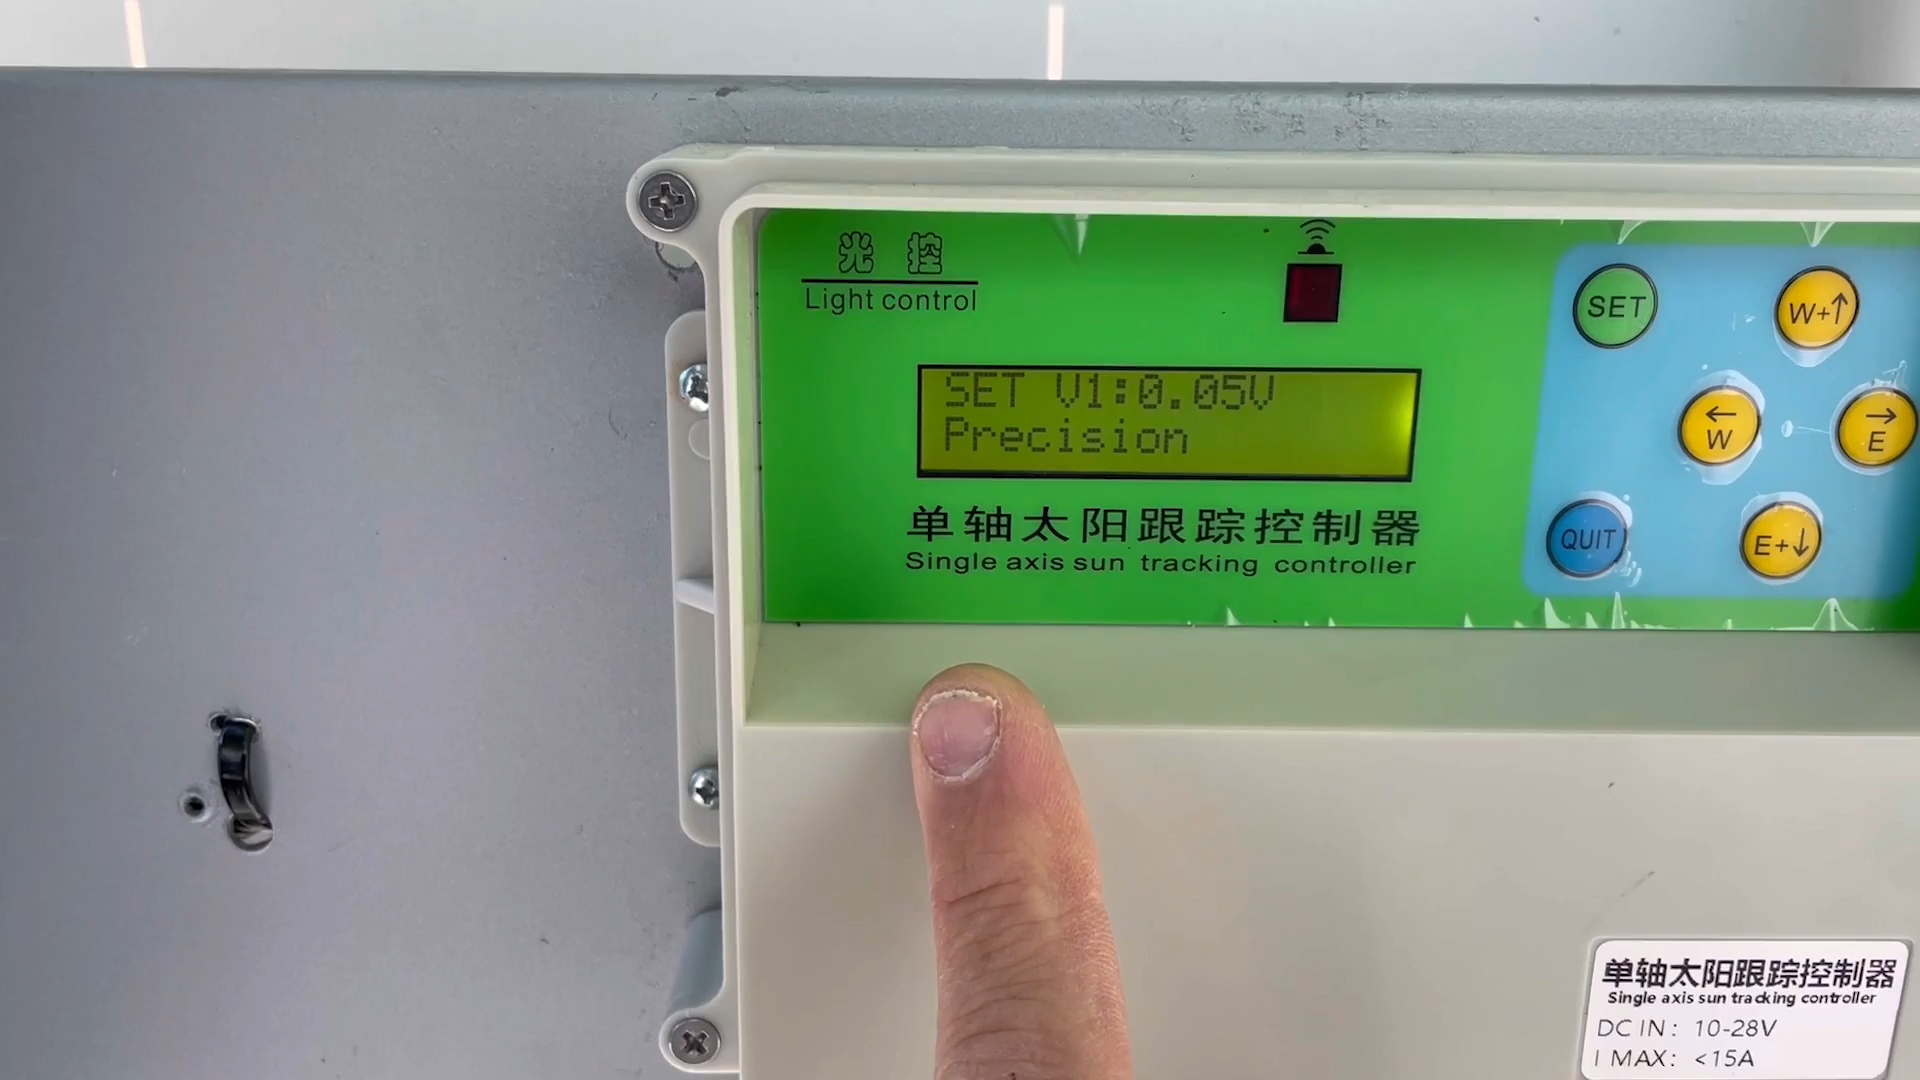 光控
Light control
SET V1:0.05V
Precision
单轴太阳跟踪控制器
Single axis sun tracking controller
SET
W+↑
←
W
→
E
QUIT
E+↓
单轴太阳跟踪控制器
Single axis sun tracking controller
DC IN: 10-28V
I MAX: <15A